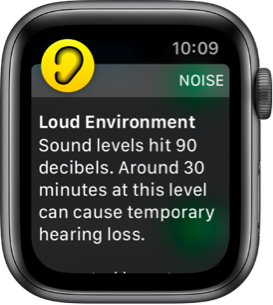 10:09
NOISE
Loud Environment
Sound levels hit 90
decibels. Around 30
minutes at this level
can cause temporary
hearing loss.